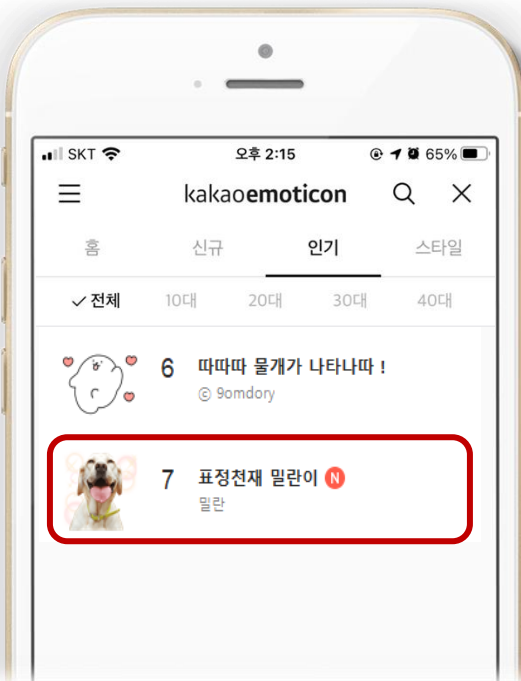 SKT 오후 2:15 65%
kakaoemoticon
홈 신규 인기 스타일
전체 10대 20대 30대 40대
6 따따따 물개가 나타나따 !
ⓒ 9omdory
7 표정천재 밀란이 N
밀란